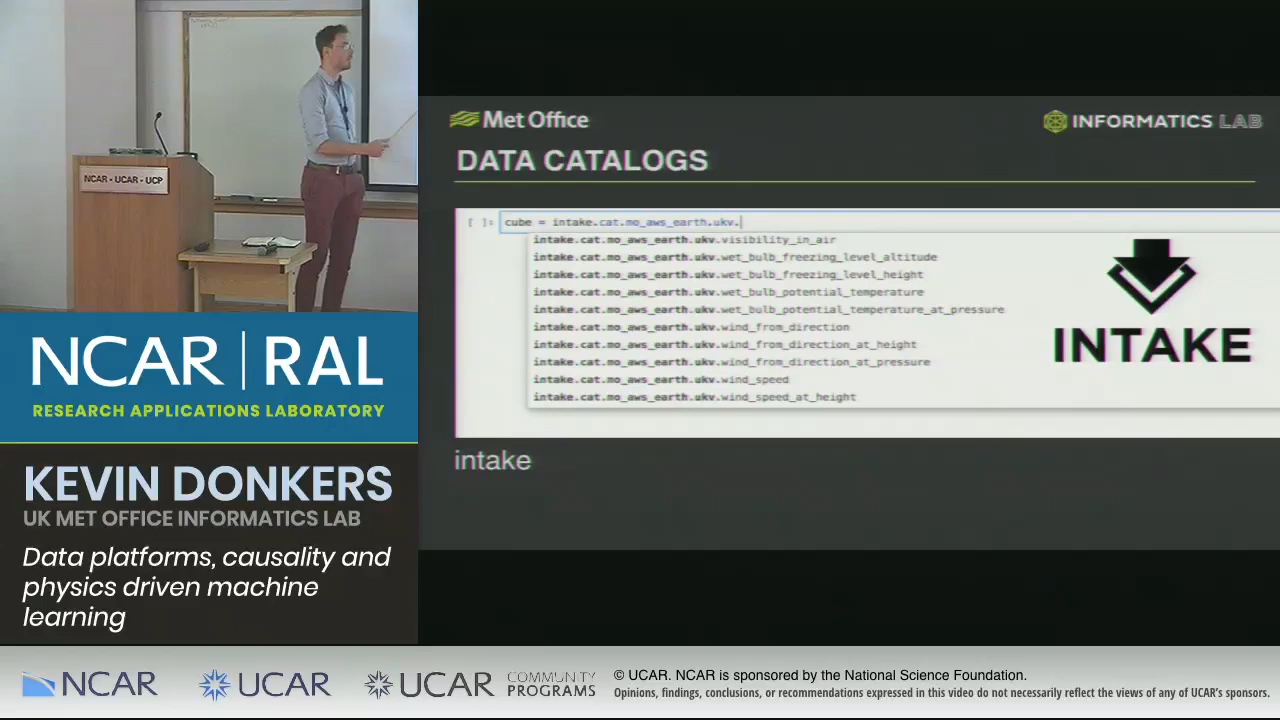 NCAR - UCAR - UCP
NCAR | RAL
RESEARCH APPLICATIONS LABORATORY
KEVIN DONKERS
UK MET OFFICE INFORMATICS LAB
Data platforms, causality and
physics driven machine
learning
Met Office
INFORMATICS LAB
DATA CATALOGS
[ ]: cube = intake.cat.mo_aws_earth.ukv.
intake.cat.mo_aws_earth.ukv.visibility_in_air
intake.cat.mo_aws_earth.ukv.wet_bulb_freezing_level_altitude
intake.cat.mo_aws_earth.ukv.wet_bulb_freezing_level_height
intake.cat.mo_aws_earth.ukv.wet_bulb_potential_temperature
intake.cat.mo_aws_earth.ukv.wet_bulb_potential_temperature_at_pressure
intake.cat.mo_aws_earth.ukv.wind_from_direction
intake.cat.mo_aws_earth.ukv.wind_from_direction_at_height
intake.cat.mo_aws_earth.ukv.wind_from_direction_at_pressure
intake.cat.mo_aws_earth.ukv.wind_speed
intake.cat.mo_aws_earth.ukv.wind_speed_at_height
INTAKE
intake
NCAR
UCAR
UCAR
COMMUNITY
PROGRAMS
© UCAR. NCAR is sponsored by the National Science Foundation.
Opinions, findings, conclusions, or recommendations expressed in this video do not necessarily reflect the views of any of UCAR's sponsors.